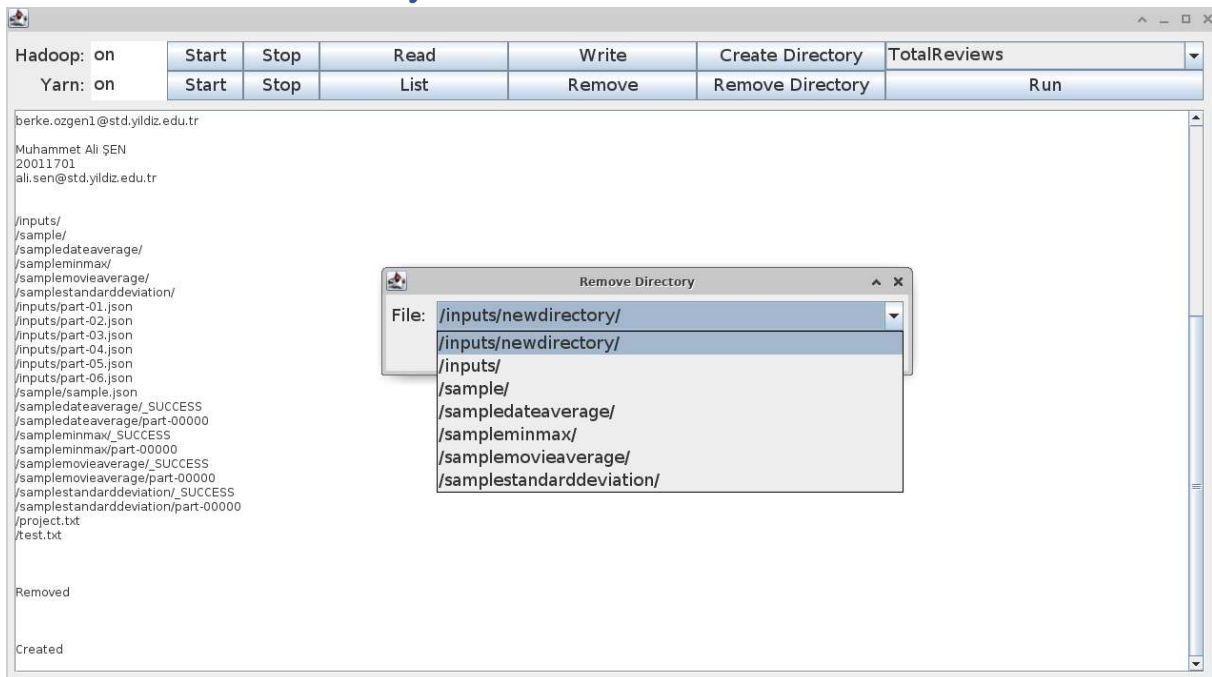 Hadoop: on Start Stop Read Write Create Directory TotalReviews
Yarn: on Start Stop List Remove Remove Directory Run
berke.ozgen1@std.yildiz.edu.tr
Muhammet Ali ŞEN
20011701
ali.sen@std.yildiz.edu.tr
/inputs/
/sample/
/sampledateaverage/
/sampleminmax/
/samplemovieaverage/
/samplestandarddeviation/
/inputs/part-01.json
/inputs/part-02.json
/inputs/part-03.json
/inputs/part-04.json
/inputs/part-05.json
/inputs/part-06.json
/sample/sample.json
/sampledateaverage/_SUCCESS
/sampledateaverage/part-00000
/sampleminmax/_SUCCESS
/sampleminmax/part-00000
/samplemovieaverage/_SUCCESS
/samplemovieaverage/part-00000
/samplestandarddeviation/_SUCCESS
/samplestandarddeviation/part-00000
/project.txt
/test.txt
Removed
Created
Remove Directory
File: /inputs/newdirectory/
/inputs/newdirectory/
/inputs/
/sample/
/sampledateaverage/
/sampleminmax/
/samplemovieaverage/
/samplestandarddeviation/